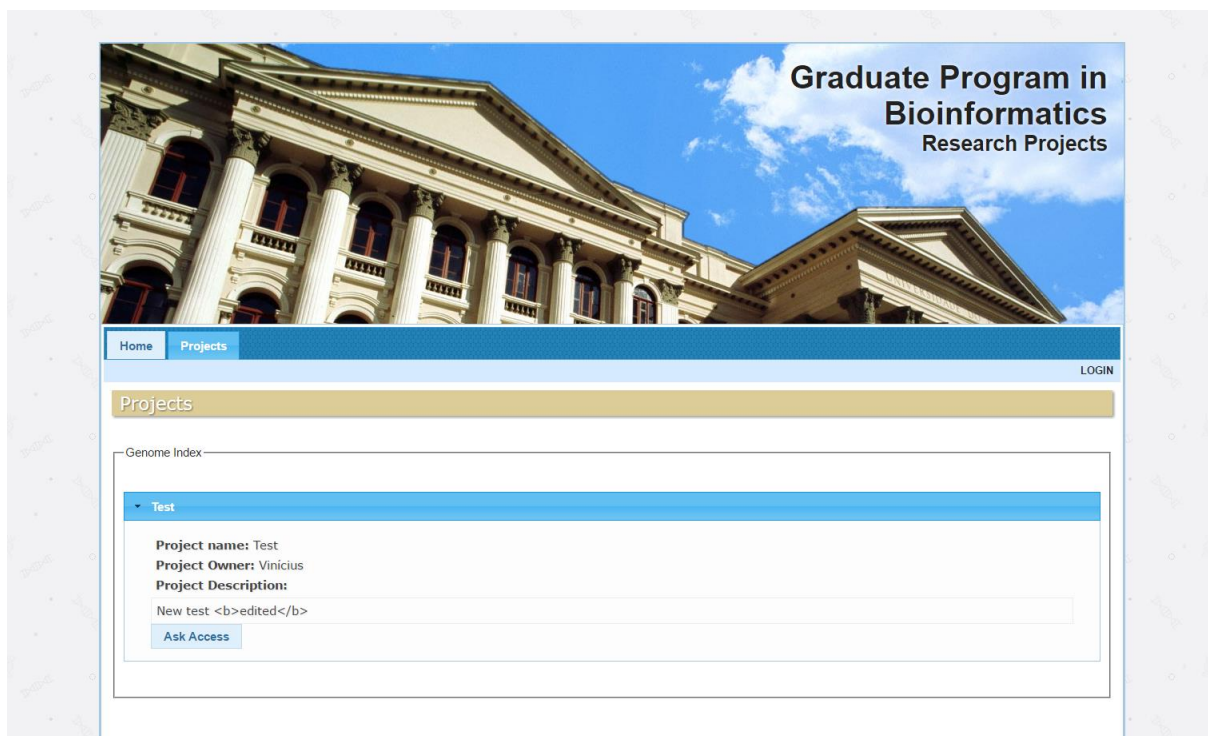 Graduate Program in
Bioinformatics
Research Projects
UNIVERSIDADE
Home Projects
LOGIN
Projects
Genome Index
Test
Project name: Test
Project Owner: Vinicius
Project Description:
New test <b>edited</b>
Ask Access